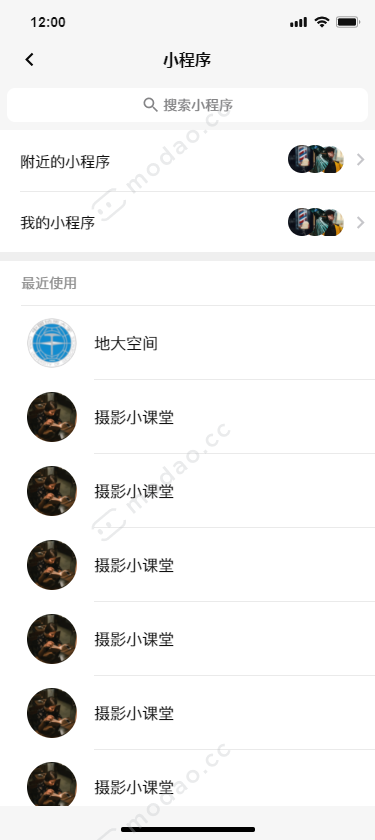 12:00
小程序
搜索小程序
附近的小程序
我的小程序
最近使用
地大空间
摄影小课堂
摄影小课堂
摄影小课堂
摄影小课堂
摄影小课堂
摄影小课堂
modao.cc
modao.cc
modao.cc